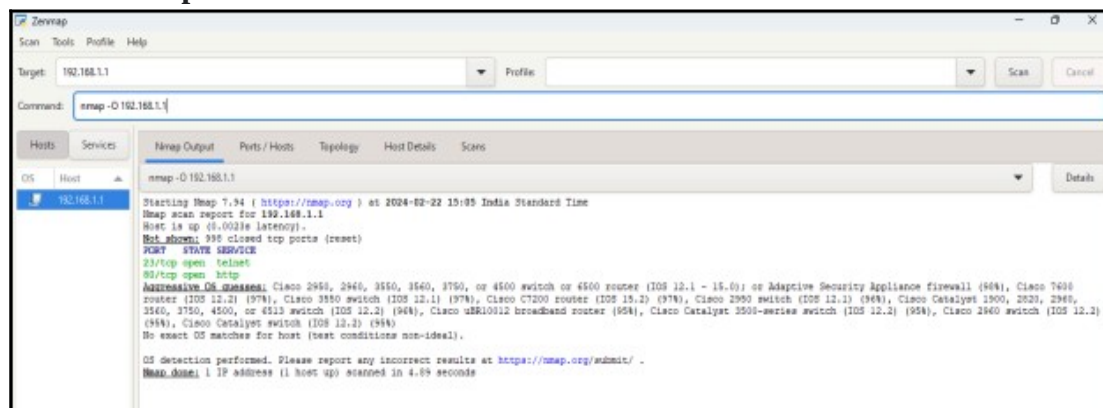 Zenmap
Scan Tools Profile Help
Target: 192.168.1.1 Profile: Scan Cancel
Command: nmap -O 192.168.1.1
Hosts Services Nmap Output Ports / Hosts Topology Host Details Scans
OS Host nmap -O 192.168.1.1 Details
192.168.1.1
Starting Nmap 7.94 ( https://nmap.org ) at 2024-02-22 15:05 India Standard Time
Nmap scan report for 192.168.1.1
Host is up (0.0023s latency).
Not shown: 998 closed tcp ports (reset)
PORT STATE SERVICE
23/tcp open telnet
80/tcp open http
Aggressive OS guesses: Cisco 2950, 2960, 3550, 3560, 3750, or 4500 switch or 6500 router (IOS 12.1 - 15.0); or Adaptive Security Appliance firewall (98%), Cisco 7600
router (IOS 12.2) (97%), Cisco 3550 switch (IOS 12.1) (97%), Cisco C7200 router (IOS 15.2) (97%), Cisco 2950 switch (IOS 12.1) (96%), Cisco Catalyst 1900, 2820, 2960,
3560, 3750, 4500, or 6513 switch (IOS 12.2) (96%), Cisco uBR10012 broadband router (95%), Cisco Catalyst 3500-series switch (IOS 12.2) (95%), Cisco 2960 switch (IOS 12.2)
(95%), Cisco Catalyst switch (IOS 12.2) (95%)
No exact OS matches for host (test conditions non-ideal).
OS detection performed. Please report any incorrect results at https://nmap.org/submit/ .
Nmap done: 1 IP address (1 host up) scanned in 4.89 seconds